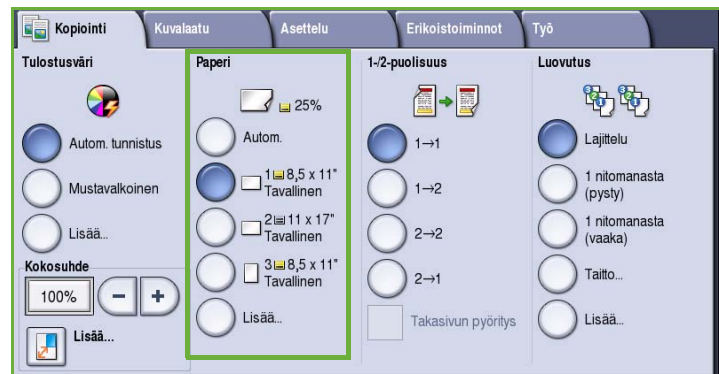 Kopiointi
Kuvalaatu
Asettelu
Erikoistoiminnot
Työ
Tulostusväri
Autom. tunnistus
Mustavalkoinen
Lisää...
Kokosuhde
100%
Lisää...
Paperi
25%
Autom.
1 8,5 x 11"
Tavallinen
2 11 x 17"
Tavallinen
3 8,5 x 11"
Tavallinen
Lisää...
1-/2-puolisuus
1→1
1→2
2→2
2→1
Takasivun pyöritys
Luovutus
Lajittelu
1 nitomanasta
(pysty)
1 nitomanasta
(vaaka)
Taitto...
Lisää...